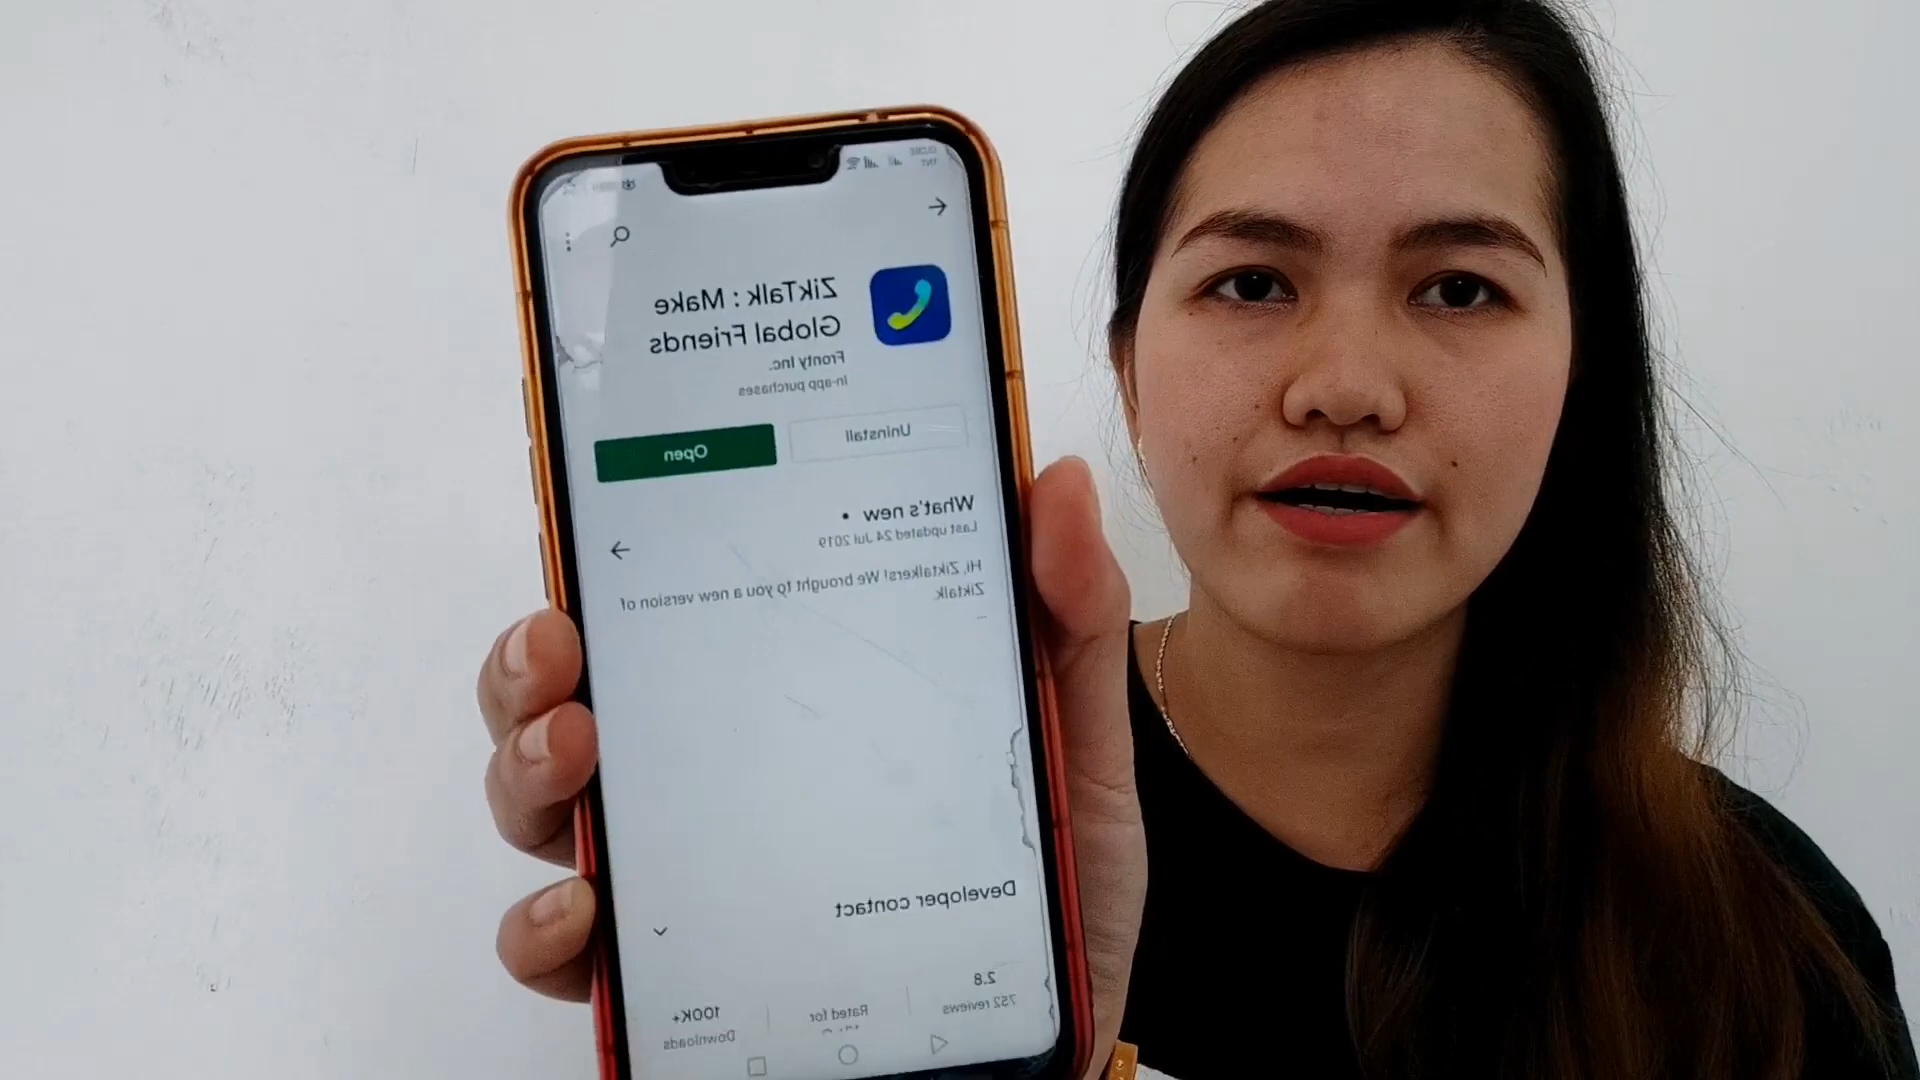 GLOBE
TNT
ZikTalk : Make
Global Friends
Fronty Inc.
In-app purchases
Uninstall
Open
What's new •
Last updated 24 Jul 2019
Hi, Ziktalkers! We brought to you a new version of
Ziktalk.
...
Developer contact
2.8
752 reviews
Rated for
100K+
Downloads